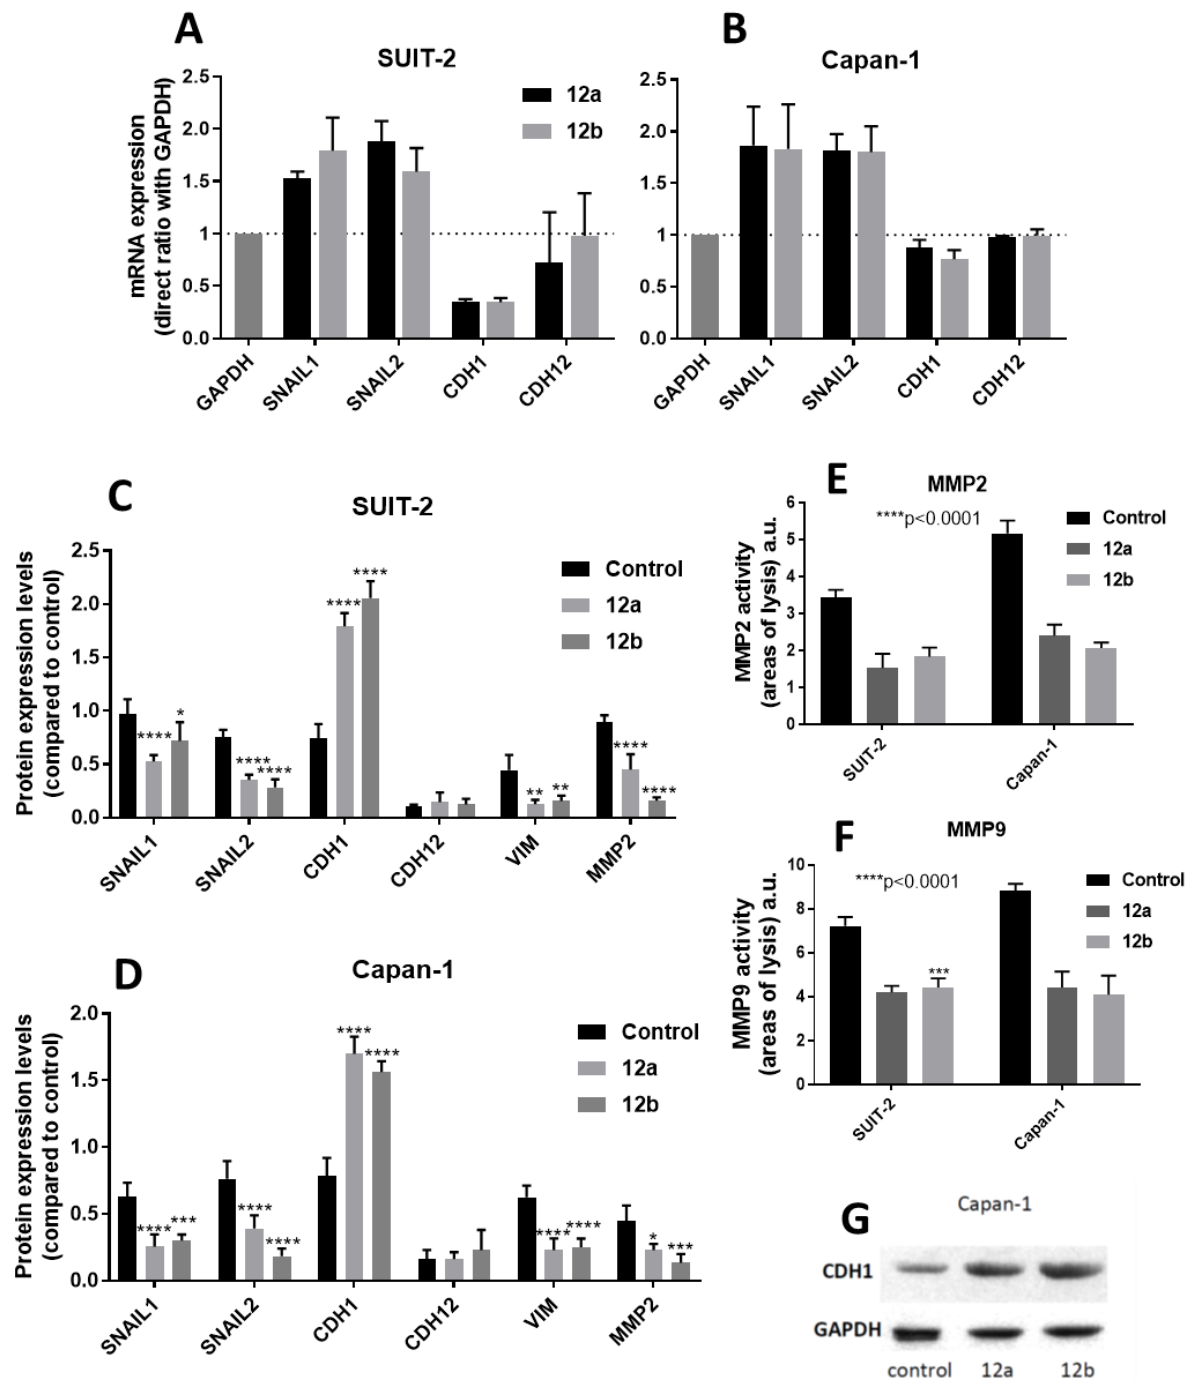 A
SUIT-2
mRNA expression
(direct ratio with GAPDH)
2.5
2.0
1.5
1
0.5
0.0
12a
12b
GAPDH
SNAIL1
SNAIL2
CDH1
CDH12
B
Capan-1
2.5
2.0
1.5
1
0.5
0.0
GAPDH
SNAIL1
SNAIL2
CDH1
CDH12
C
SUIT-2
Protein expression levels
(compared to control)
2.5
2.0
1.5
1.0
0.5
0.0
Control
12a
12b
****
*
****
****
****
****
**
**
****
****
SNAIL1
SNAIL2
CDH1
CDH12
VIM
MMP2
D
Capan-1
Protein expression levels
(compared to control)
2.0
1.5
1.0
0.5
0.0
Control
12a
12b
****
***
****
****
****
****
****
****
*
***
SNAIL1
SNAIL2
CDH1
CDH12
VIM
MMP2
E
MMP2
MMP2 activity
(areas of lysis) a.u.
6
5
4
3
2
1
0
****p<0.0001
Control
12a
12b
SUIT-2
Capan-1
F
MMP9
MMP9 activity
(areas of lysis) a.u.
10
8
6
4
2
0
****p<0.0001
***
Control
12a
12b
SUIT-2
Capan-1
G
Capan-1
CDH1
GAPDH
control 12a 12b